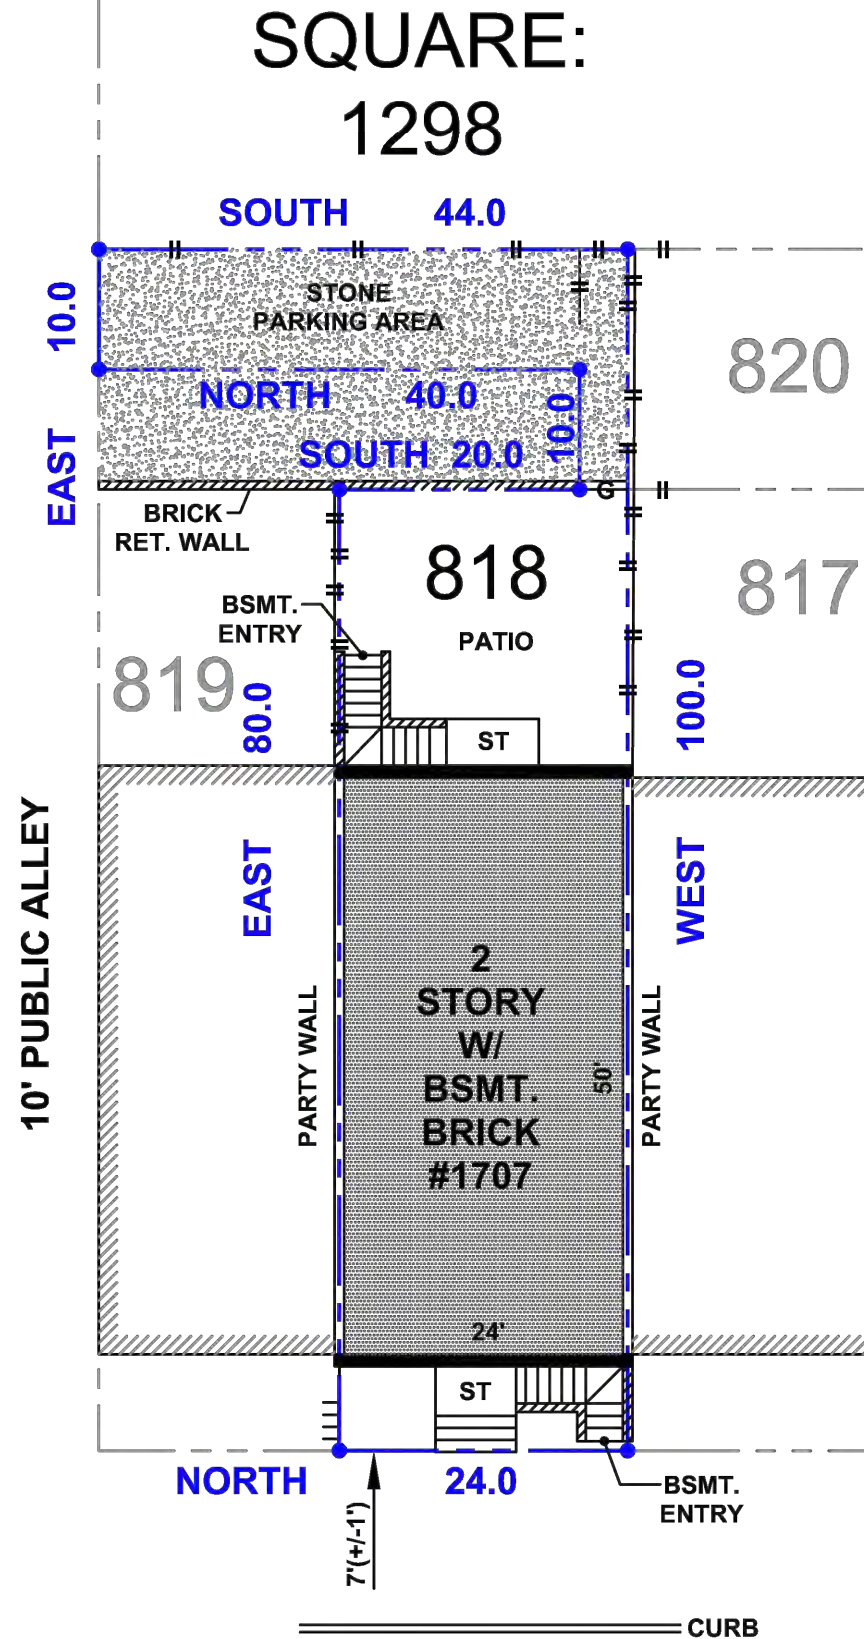 SQUARE:
1298
SOUTH 44.0
10.0
EAST
STONE
PARKING AREA
820
NORTH 40.0
10.0
SOUTH 20.0
G
BRICK
RET. WALL
818
817
BSMT.
ENTRY
PATIO
819
80.0
100.0
ST
EAST
WEST
10' PUBLIC ALLEY
PARTY WALL
2
STORY
W/
BSMT.
BRICK
#1707
50'
PARTY WALL
24'
ST
NORTH 24.0
BSMT.
ENTRY
7'(+/-1')
CURB